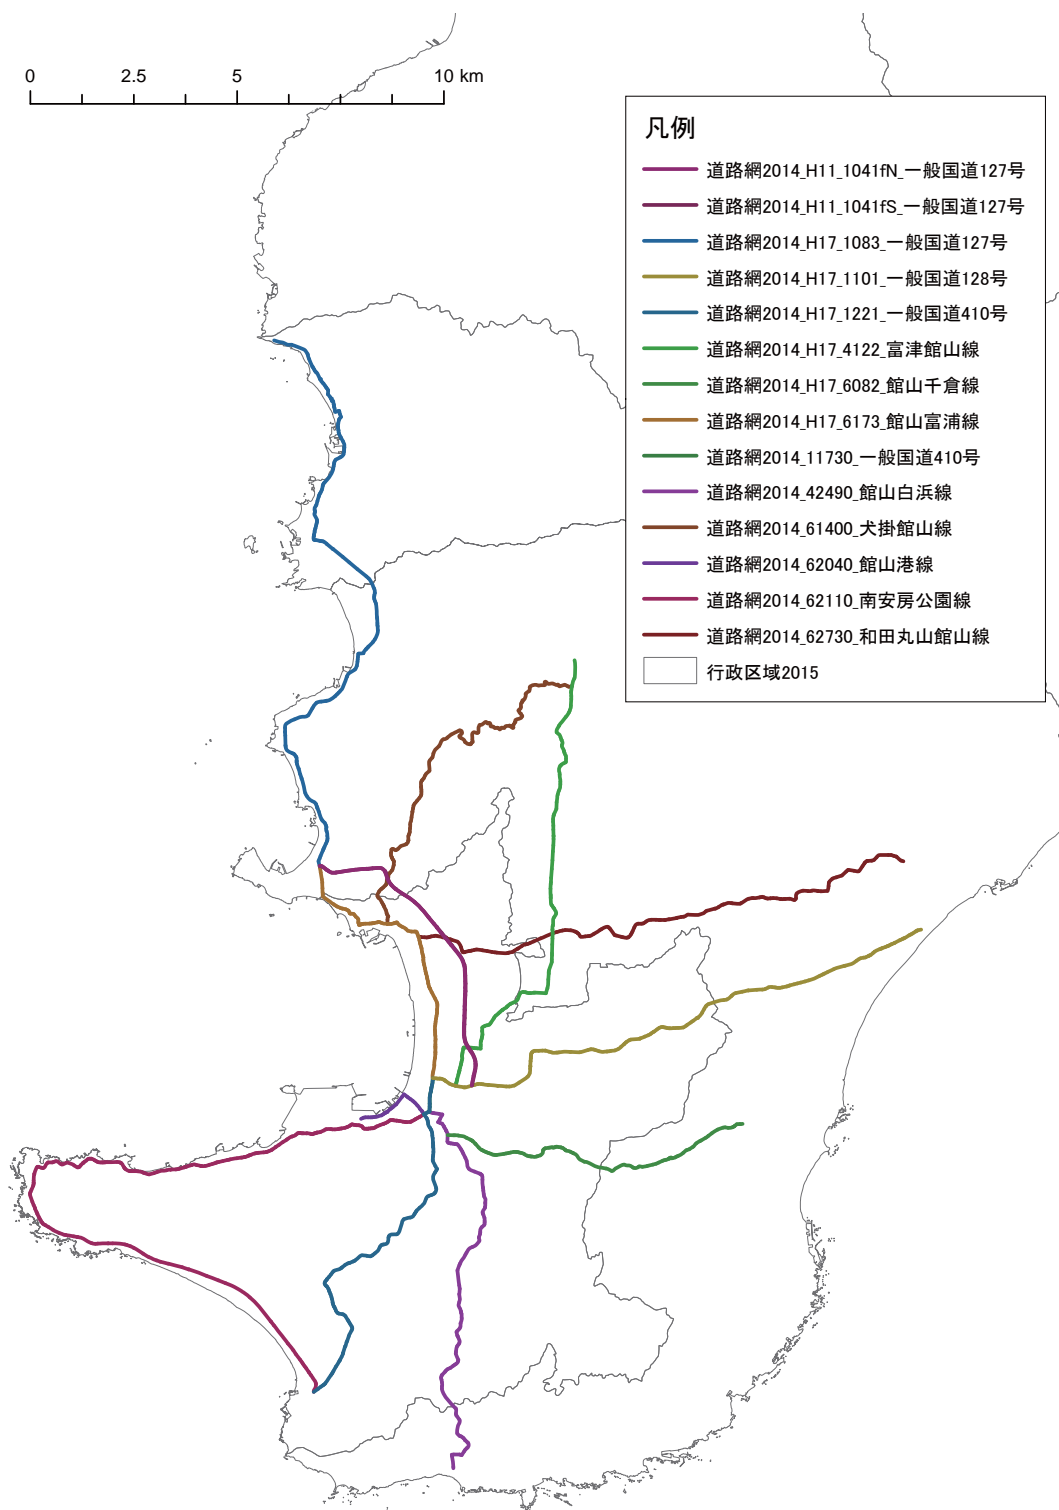 0 2.5 5 10 km
凡例
道路網2014_H11_1041fN_一般国道127号
道路網2014_H11_1041fS_一般国道127号
道路網2014_H17_1083_一般国道127号
道路網2014_H17_1101_一般国道128号
道路網2014_H17_1221_一般国道410号
道路網2014_H17_4122_富津館山線
道路網2014_H17_6082_館山千倉線
道路網2014_H17_6173_館山富浦線
道路網2014_11730_一般国道410号
道路網2014_42490_館山白浜線
道路網2014_61400_犬掛館山線
道路網2014_62040_館山港線
道路網2014_62110_南安房公園線
道路網2014_62730_和田丸山館山線
行政区域2015